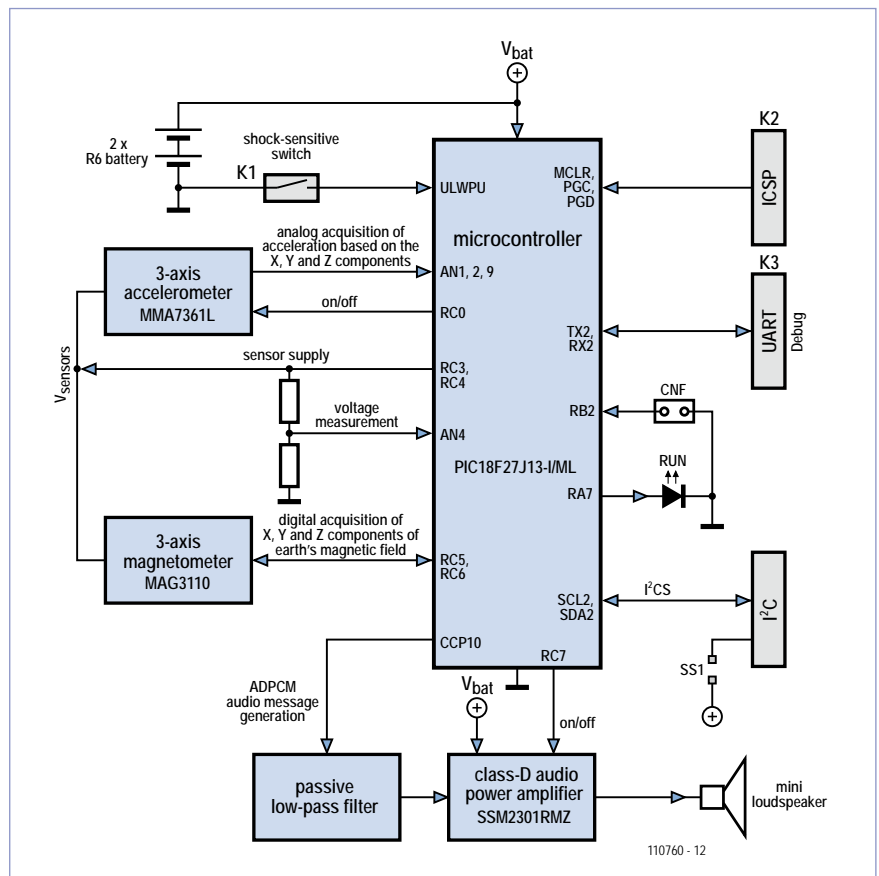 Vbat
2 x
R6 battery
shock-sensitive
switch
K1
ULWPU
MCLR,
PGC,
PGD
K2
ICSP
microcontroller
analog acquisition of
acceleration based on the
X, Y and Z components
3-axis
accelerometer
MMA7361L
AN1, 2, 9
on/off
RC0
K3
UART
Debug
TX2,
RX2
Vsensors
sensor supply
RC3,
RC4
voltage
measurement
AN4
CNF
RB2
PIC18F27J13-I/ML
RUN
RA7
3-axis
magnetometer
MAG3110
digital acquisition of
X, Y and Z components of
earth's magnetic field
RC5,
RC6
SCL2,
SDA2
I²CS
I²C
SS1
CCP10
RC7
ADPCM
audio message
generation
Vbat
on/off
passive
low-pass filter
class-D audio
power amplifier
SSM2301RMZ
mini
loudspeaker
110760 - 12